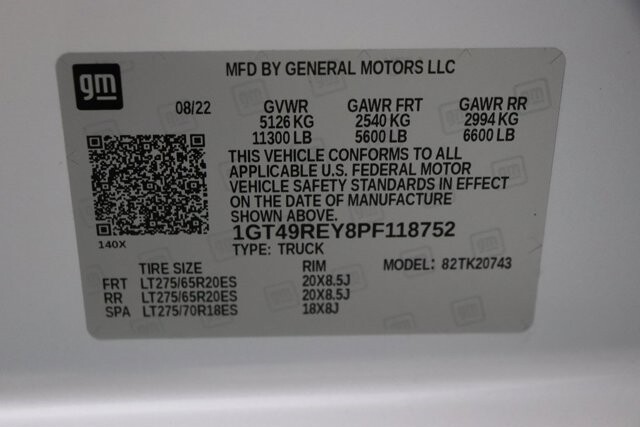 gm
MFD BY GENERAL MOTORS LLC
08/22 GVWR GAWR FRT GAWR RR
5126 KG 2540 KG 2994 KG
11300 LB 5600 LB 6600 LB
THIS VEHICLE CONFORMS TO ALL
APPLICABLE U.S. FEDERAL MOTOR
VEHICLE SAFETY STANDARDS IN EFFECT
ON THE DATE OF MANUFACTURE
SHOWN ABOVE.
1GT49REY8PF118752
140X
TYPE: TRUCK
TIRE SIZE RIM MODEL: 82TK20743
FRT LT275/65R20ES 20X8.5J
RR LT275/65R20ES 20X8.5J
SPA LT275/70R18ES 18X8J